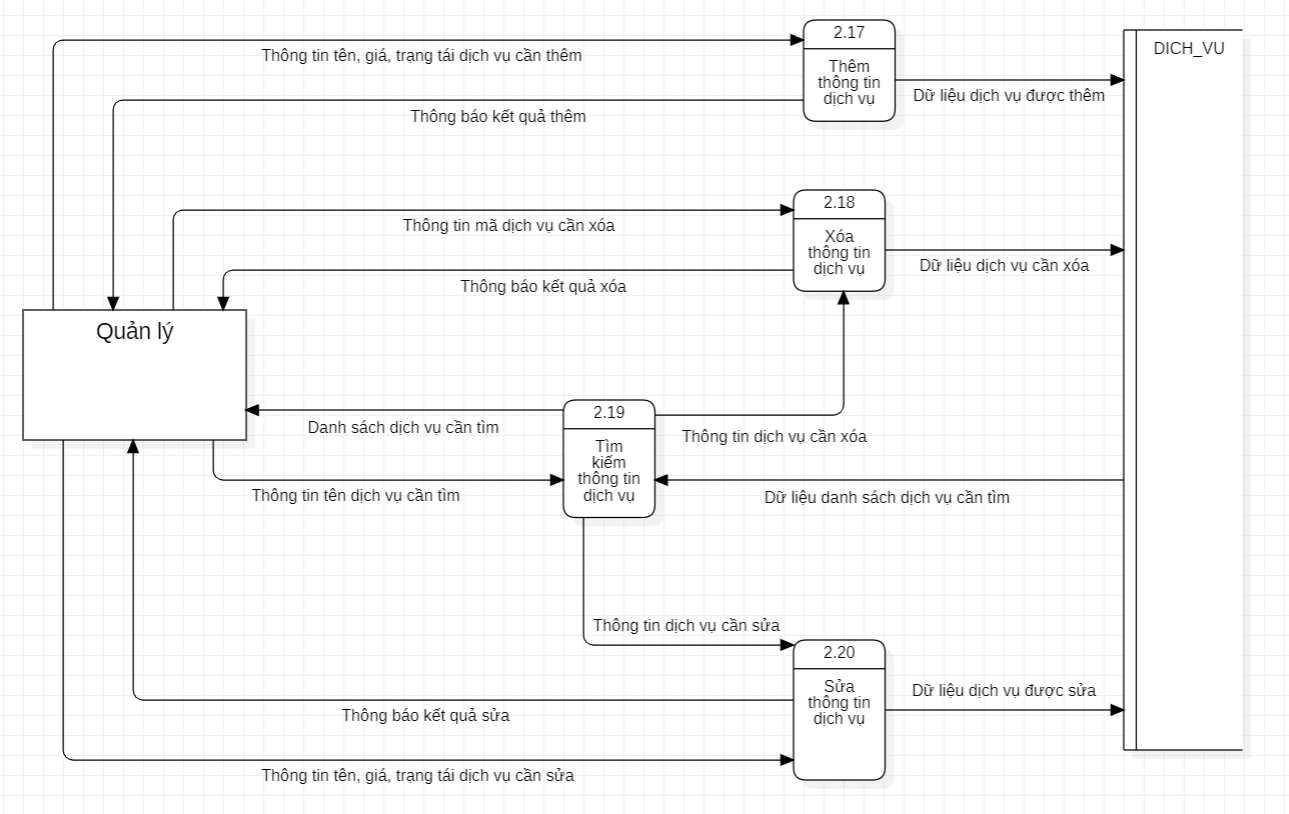 2.17
DICH_VU
Thông tin tên, giá, trạng tái dịch vụ cần thêm
Thêm
thông tin
dịch vụ
Dữ liệu dịch vụ được thêm
Thông báo kết quả thêm
2.18
Thông tin mã dịch vụ cần xóa
Xóa
thông tin
dịch vụ
Dữ liệu dịch vụ cần xóa
Thông báo kết quả xóa
Quản lý
2.19
Danh sách dịch vụ cần tìm
Thông tin dịch vụ cần xóa
Tìm
kiếm
thông tin
dịch vụ
Thông tin tên dịch vụ cần tìm
Dữ liệu danh sách dịch vụ cần tìm
Thông tin dịch vụ cần sửa
2.20
Sửa
thông tin
dịch vụ
Dữ liệu dịch vụ được sửa
Thông báo kết quả sửa
Thông tin tên, giá, trạng tái dịch vụ cần sửa